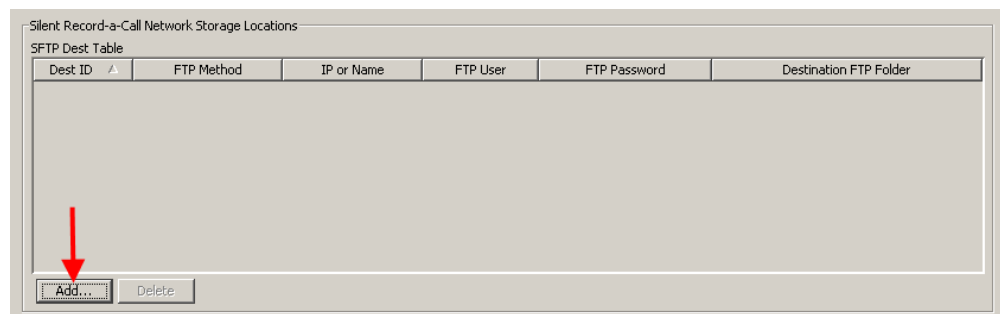 Silent Record-a-Call Network Storage Locations
SFTP Dest Table
Dest ID FTP Method IP or Name FTP User FTP Password Destination FTP Folder
Add... Delete